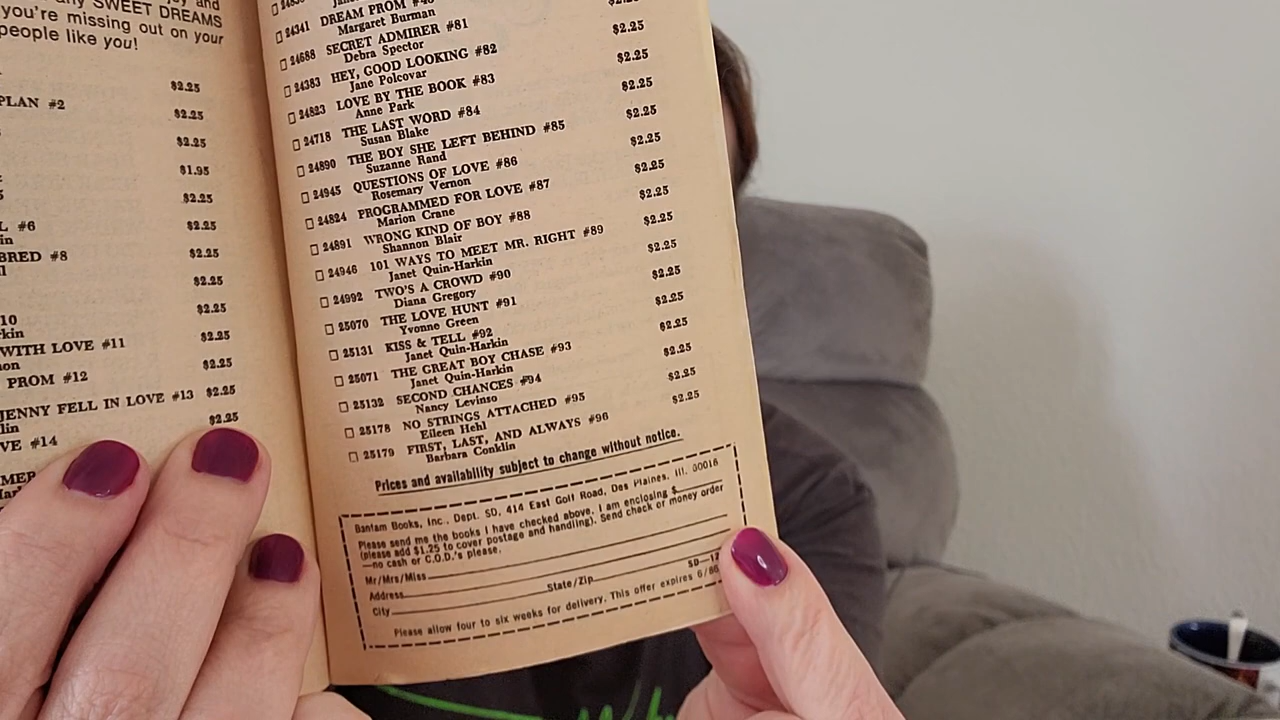 y and
any SWEET DREAMS
you're missing out on your
people like you!
$2.25
PLAN #2
$2.25
$2.25
$1.95
$2.25
L #6
$2.25
BRED #8
$2.25
$2.25
10
$2.25
WITH LOVE #11
$2.25
PROM #12
$2.25
JENNY FELL IN LOVE #13 $2.25
lin
$2.25
VE #14
24341 DREAM PROM
Margaret Burman
24688 SECRET ADMIRER #81 $2.25
Debra Spector
24383 HEY, GOOD LOOKING #82 $2.25
Jane Polcovar
24823 LOVE BY THE BOOK #83 $2.25
Anne Park
24718 THE LAST WORD #84 $2.25
Susan Blake
24890 THE BOY SHE LEFT BEHIND #85 $2.25
Suzanne Rand
24945 QUESTIONS OF LOVE #86 $2.25
Rosemary Vernon
24824 PROGRAMMED FOR LOVE #87 $2.25
Marion Crane
24891 WRONG KIND OF BOY #88 $2.25
Shannon Blair
24946 101 WAYS TO MEET MR. RIGHT #89 $2.25
Janet Quin-Harkin
24992 TWO'S A CROWD #90 $2.25
Diana Gregory
25070 THE LOVE HUNT #91 $2.25
Yvonne Green
25131 KISS & TELL #92 $2.25
Janet Quin-Harkin
25071 THE GREAT BOY CHASE #93 $2.25
Janet Quin-Harkin
25132 SECOND CHANCES #94 $2.25
Nancy Levinso
25178 NO STRINGS ATTACHED #95 $2.25
Eileen Hehl
25179 FIRST, LAST, AND ALWAYS #96 $2.25
Barbara Conklin
Prices and availability subject to change without notice.
Bantam Books, Inc., Dept. SD, 414 East Golf Road, Des Plaines, Ill. 60016
Please send me the books I have checked above. I am enclosing $
(please add $1.25 to cover postage and handling). Send check or money order
—no cash or C.O.D.'s please.
Mr/Mrs/Miss
Address
City State/Zip
SD—12
Please allow four to six weeks for delivery. This offer expires 6/86